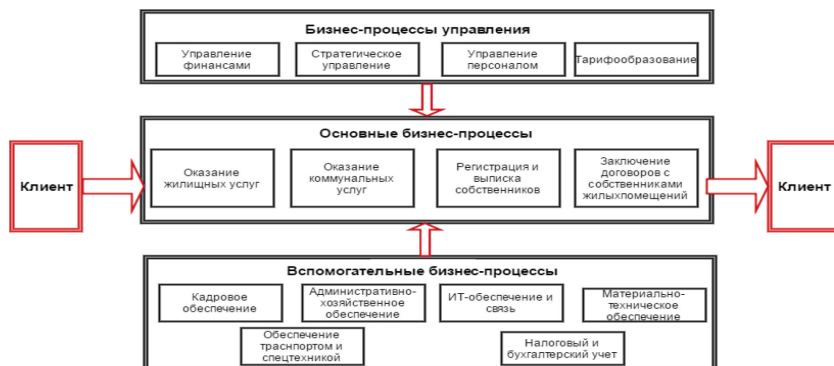 Бизнес-процессы управления
Управление
финансами
Стратегическое
управление
Управление
персоналом
Тарифообразование
Основные бизнес-процессы
Клиент
Оказание
жилищных услуг
Оказание
коммунальных
услуг
Регистрация и
выписка
собственников
Заключение
договоров с
собственниками
жилыхпомещений
Клиент
Вспомогательные бизнес-процессы
Кадровое
обеспечение
Административно-
хозяйственное
обеспечение
ИТ-обеспечение и
связь
Материально-
техническое
обеспечение
Обеспечение
траспортом и
спецтехникой
Налоговый и
бухгалтерский учет